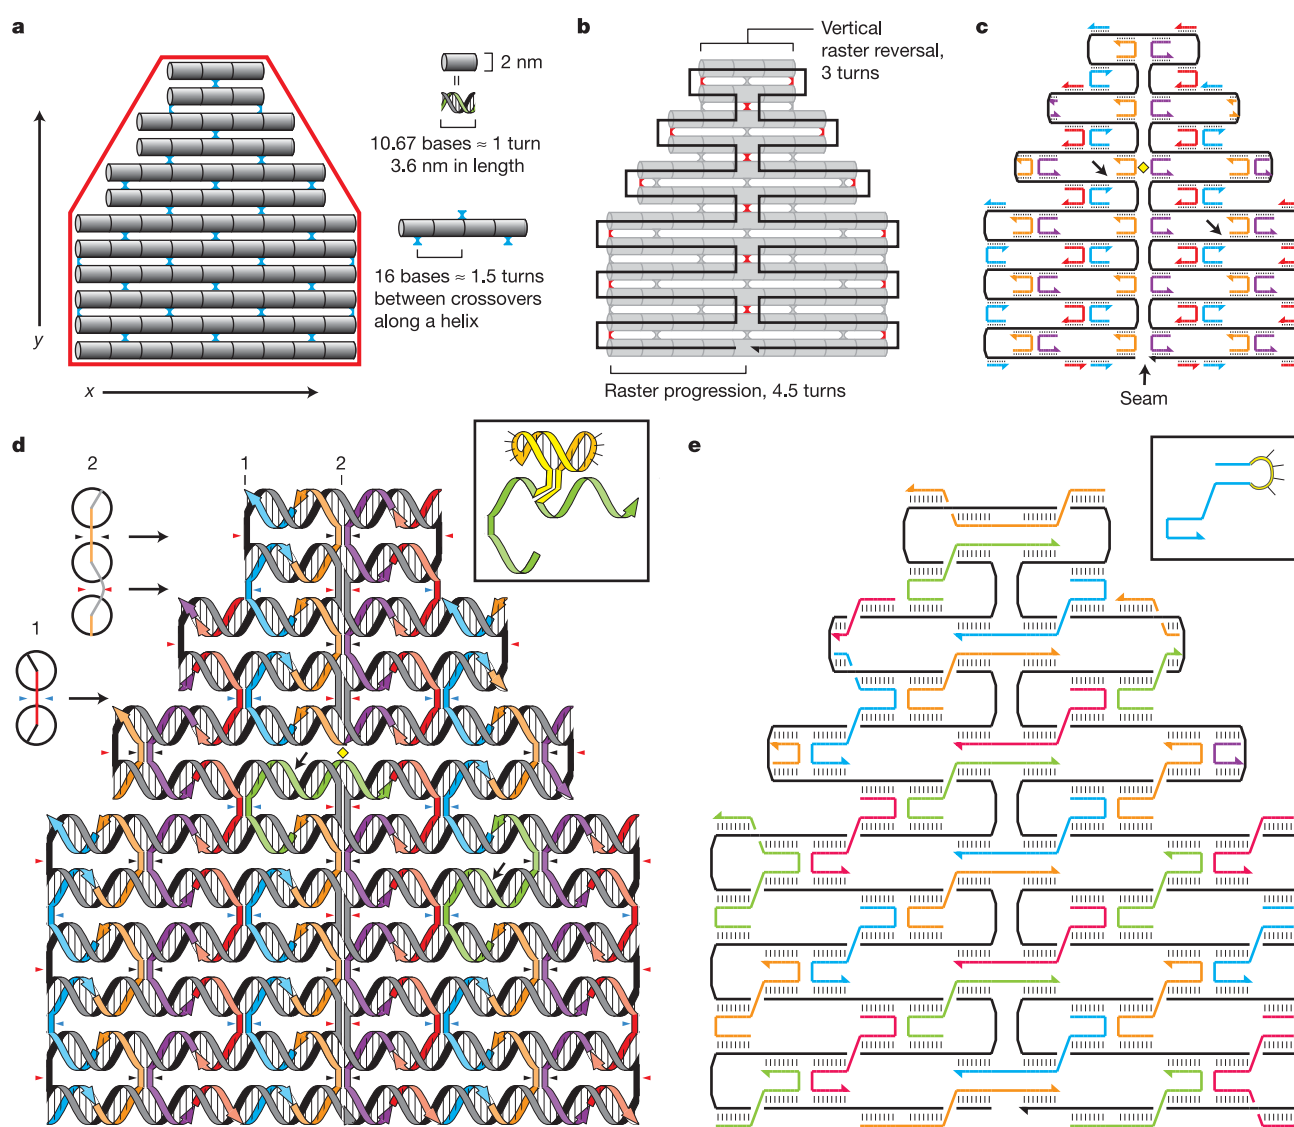 a
2 nm
10.67 bases ≈ 1 turn
3.6 nm in length
16 bases ≈ 1.5 turns
between crossovers
along a helix
y
x
b
Vertical
raster reversal,
3 turns
Raster progression, 4.5 turns
c
Seam
d
2
1
1
2
e